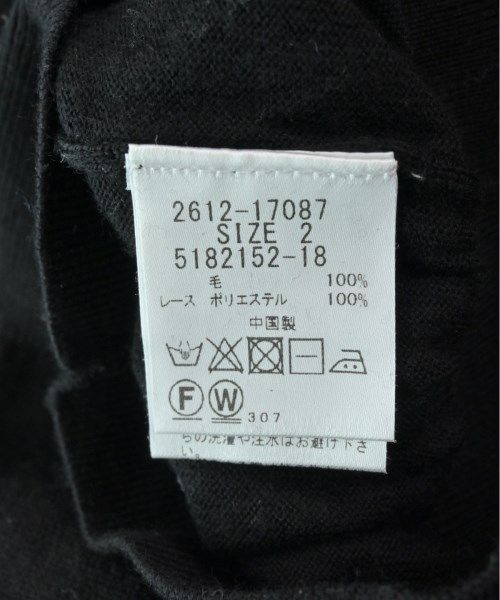 2612-17087
SIZE 2
5182152-18
毛 100%
レース ポリエステル 100%
中国製
F W 307
らの洗濯や注水はお避け下さ
い。